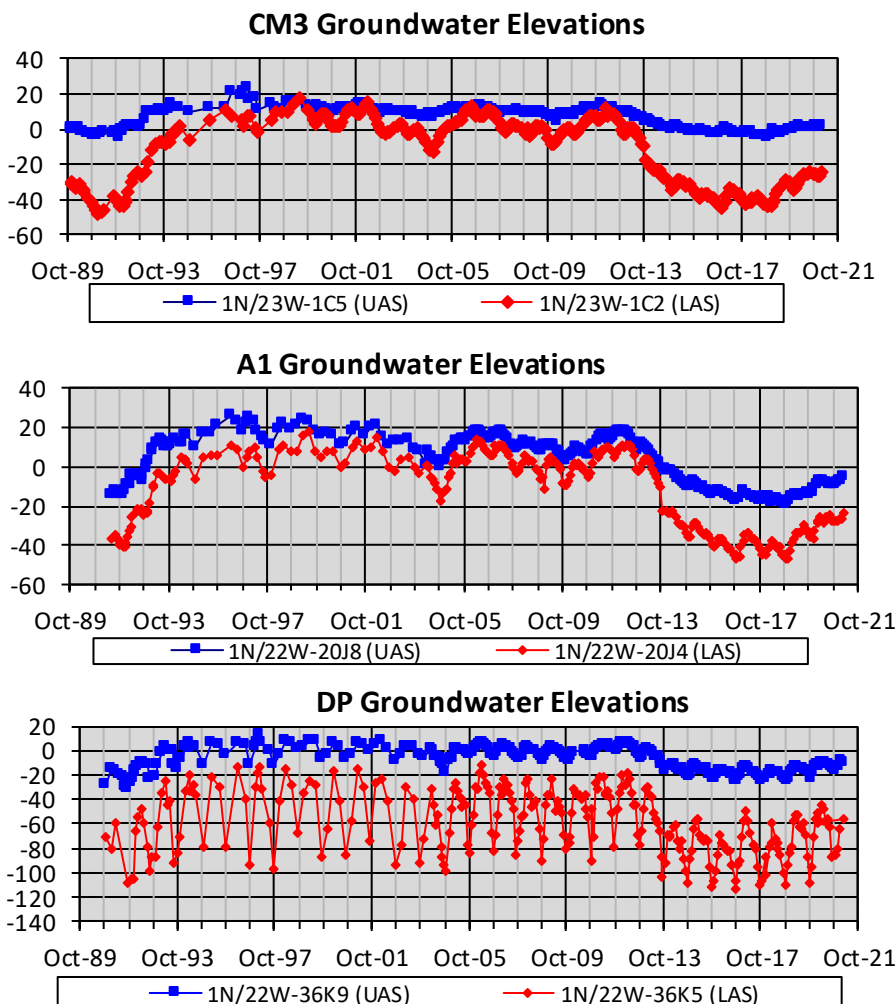 CM3 Groundwater Elevations
40
20
0
-20
-40
-60
Oct-89 Oct-93 Oct-97 Oct-01 Oct-05 Oct-09 Oct-13 Oct-17 Oct-21
1N/23W-1C5 (UAS) 1N/23W-1C2 (LAS)
A1 Groundwater Elevations
40
20
0
-20
-40
-60
Oct-89 Oct-93 Oct-97 Oct-01 Oct-05 Oct-09 Oct-13 Oct-17 Oct-21
1N/22W-20J8 (UAS) 1N/22W-20J4 (LAS)
DP Groundwater Elevations
20
0
-20
-40
-60
-80
-100
-120
-140
Oct-89 Oct-93 Oct-97 Oct-01 Oct-05 Oct-09 Oct-13 Oct-17 Oct-21
1N/22W-36K9 (UAS) 1N/22W-36K5 (LAS)